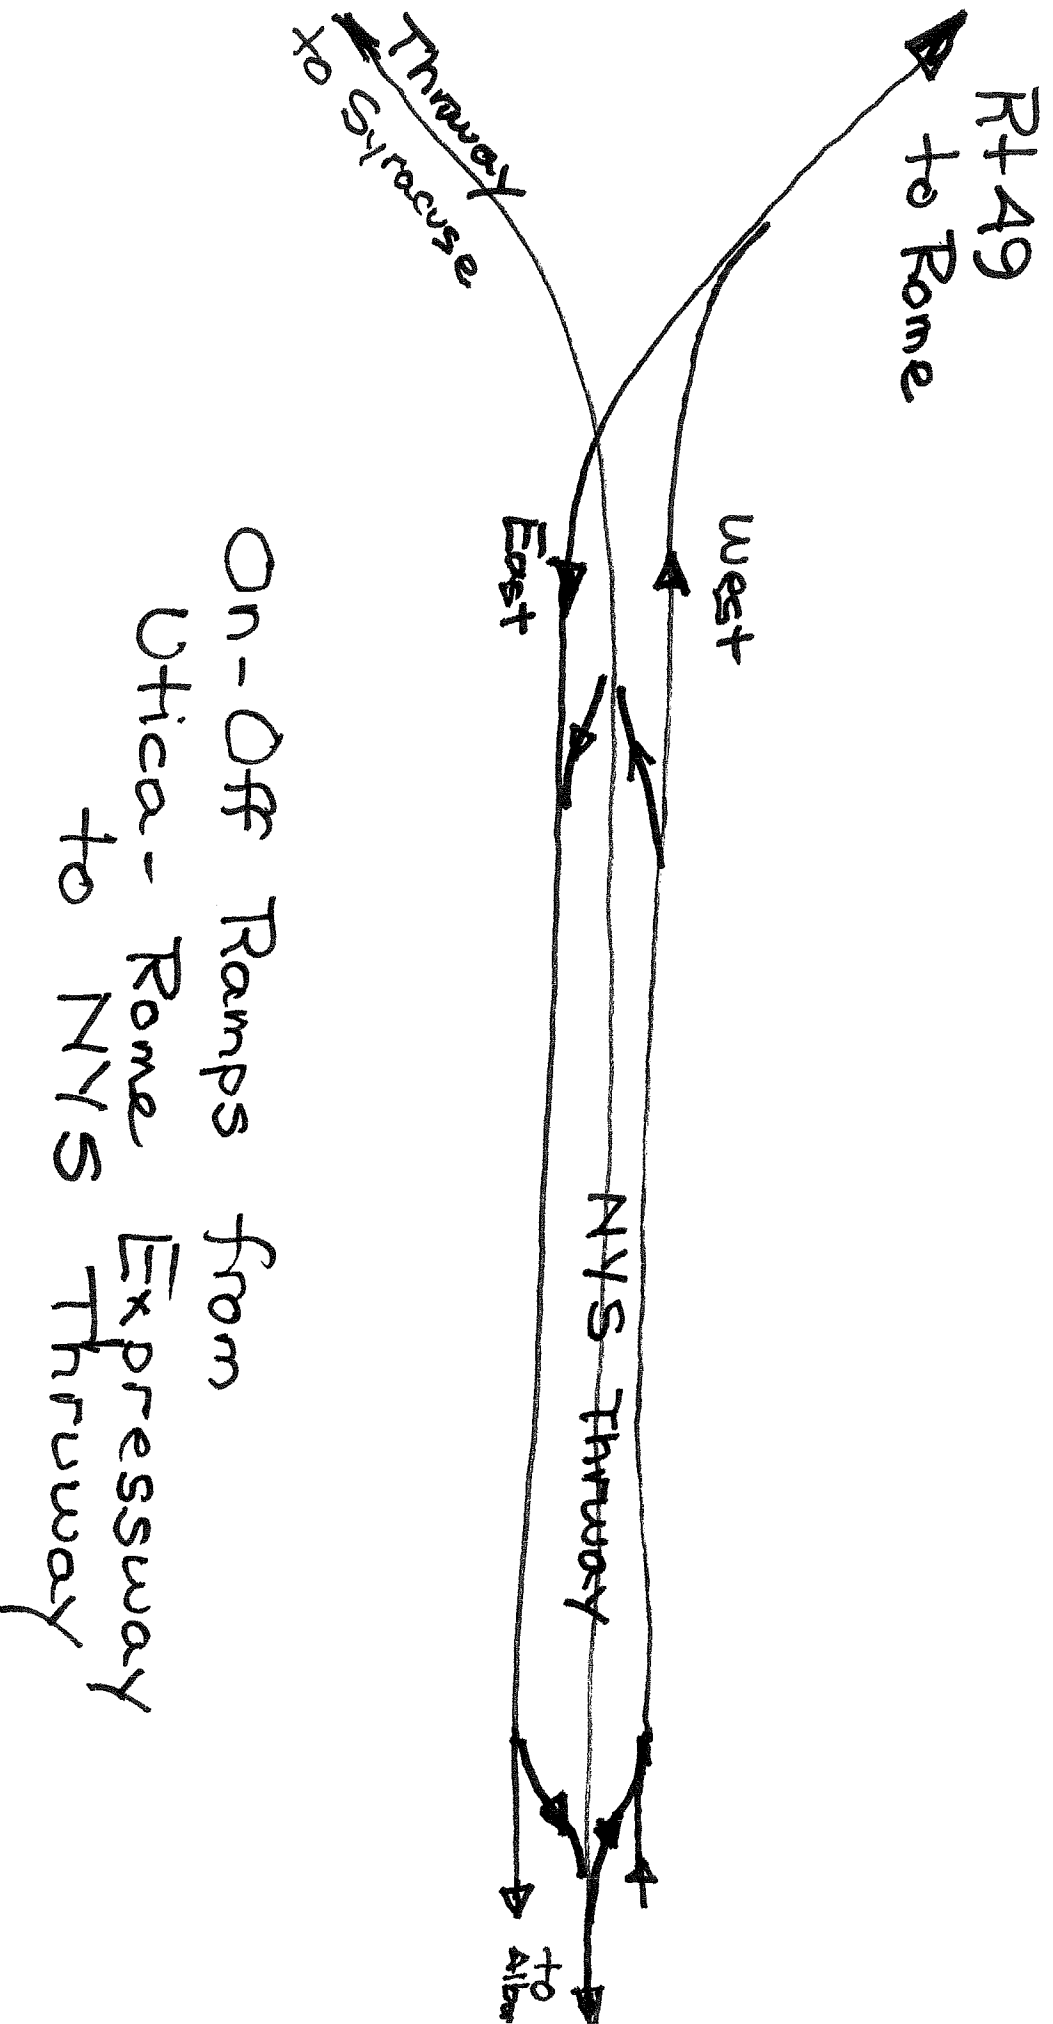 Rt 49
to Rome
Thruway
to Syracuse
West
East
NYS Thruway
to
On-Off Ramps from
Utica-Rome Expressway
to NYS Thruway